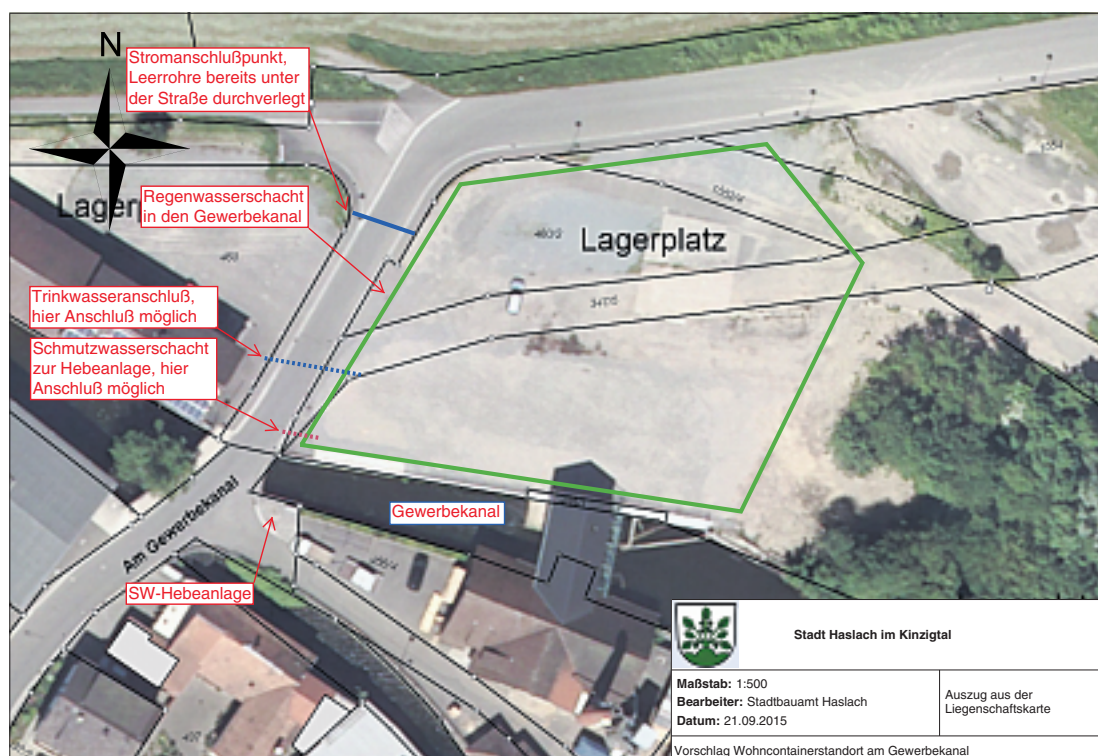 N
Stromanschlußpunkt,
Leerrohre bereits unter
der Straße durchverlegt
Regenwasserschacht
in den Gewerbekanal
Lagerplatz
Trinkwasseranschluß,
hier Anschluß möglich
Schmutzwasserschacht
zur Hebeanlage, hier
Anschluß möglich
Gewerbekanal
Am Gewerbekanal
SW-Hebeanlage
Stadt Haslach im Kinzigtal
Maßstab: 1:500
Bearbeiter: Stadtbauamt Haslach
Datum: 21.09.2015
Auszug aus der
Liegenschaftskarte
Vorschlag Wohncontainerstandort am Gewerbekanal